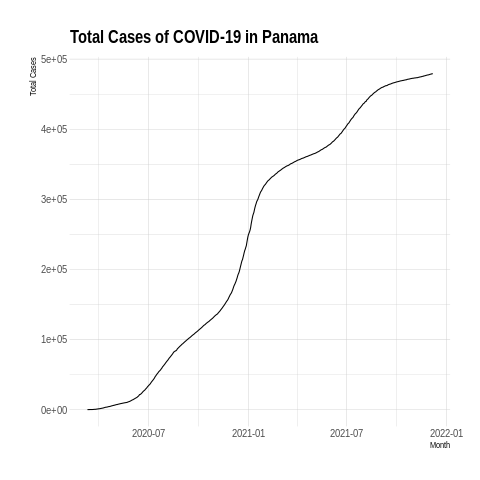 Total Cases of COVID-19 in Panama
Total Cases
5e+05
4e+05
3e+05
2e+05
1e+05
0e+00
2020-07 2021-01 2021-07 2022-01
Month